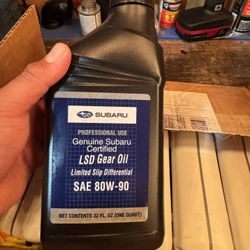 SUBARU
PROFESSIONAL USE
Genuine Subaru
Certified
LSD Gear Oil
Limited Slip Differential
SAE 80W-90
NET CONTENTS 32 FL. OZ (ONE QUART)